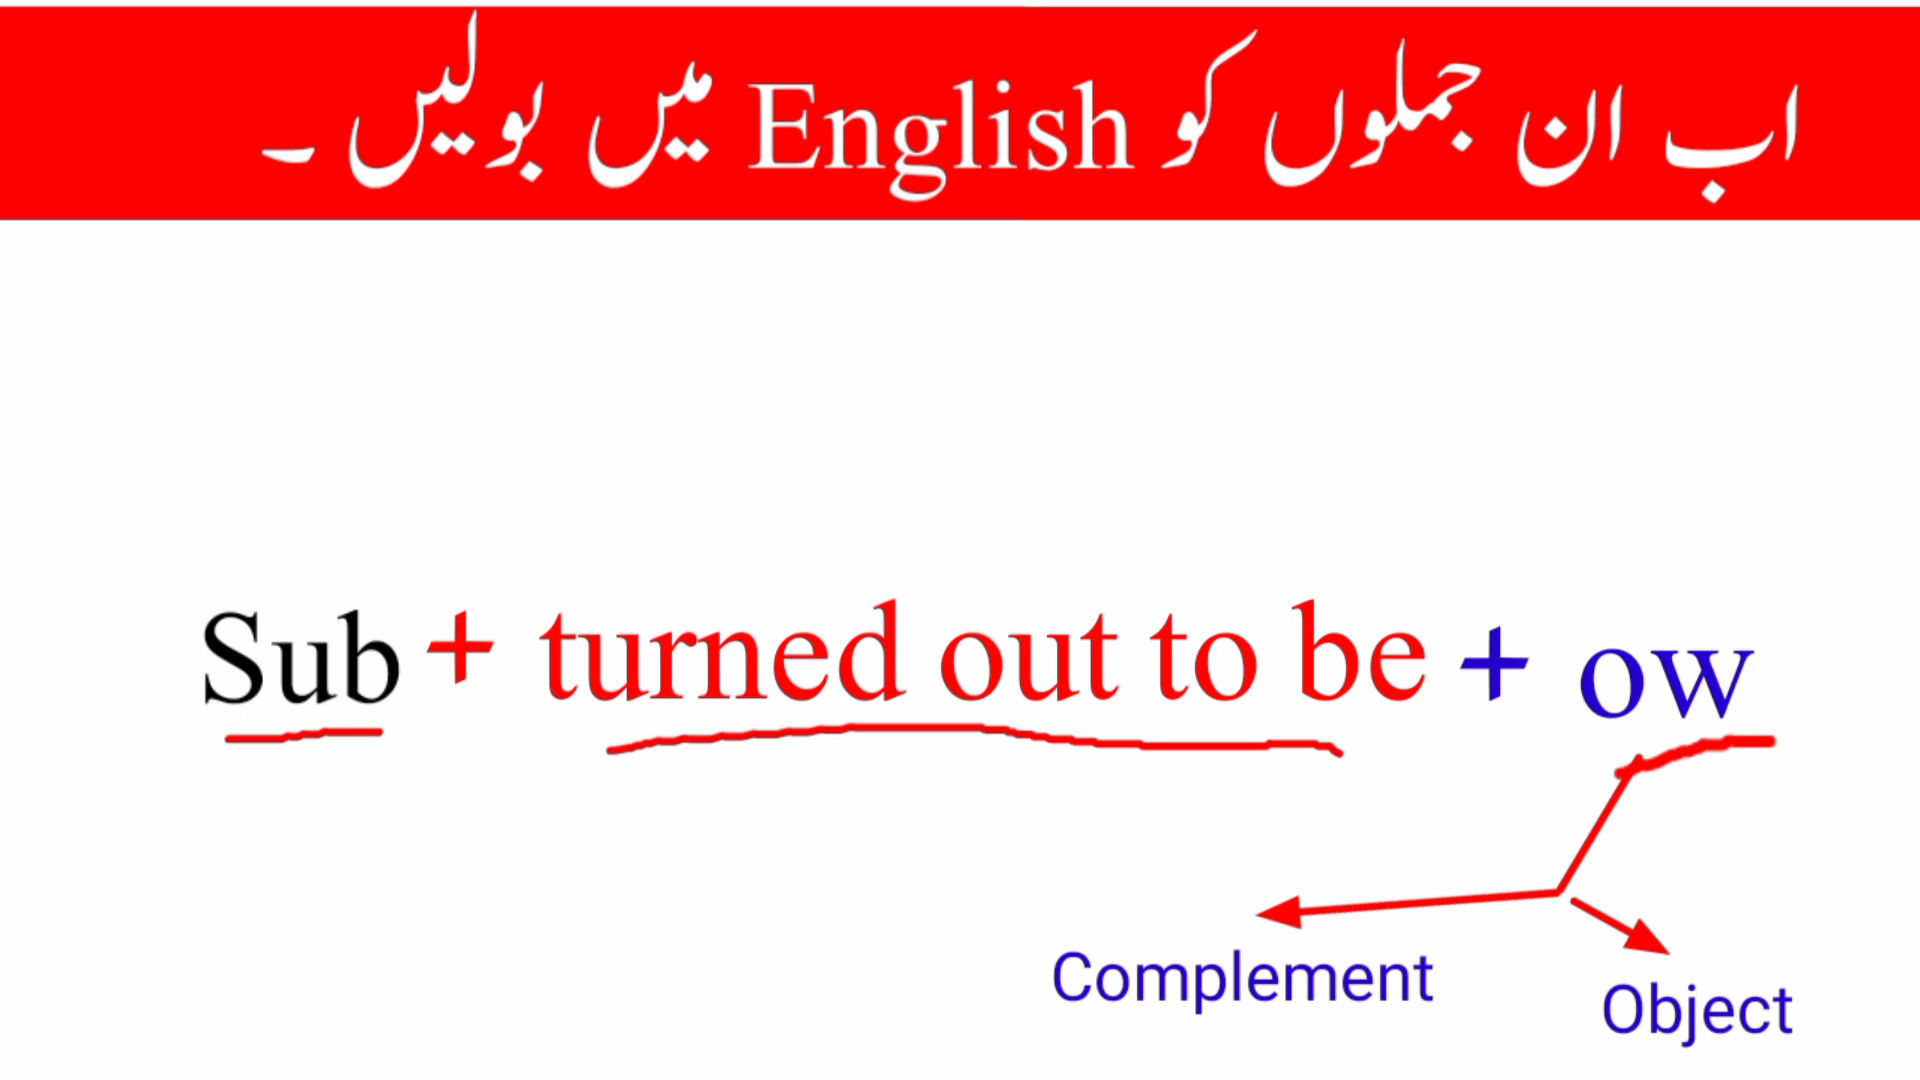 اب ان جملوں کو English میں بولیں ۔
Sub + turned out to be + ow
Complement
Object